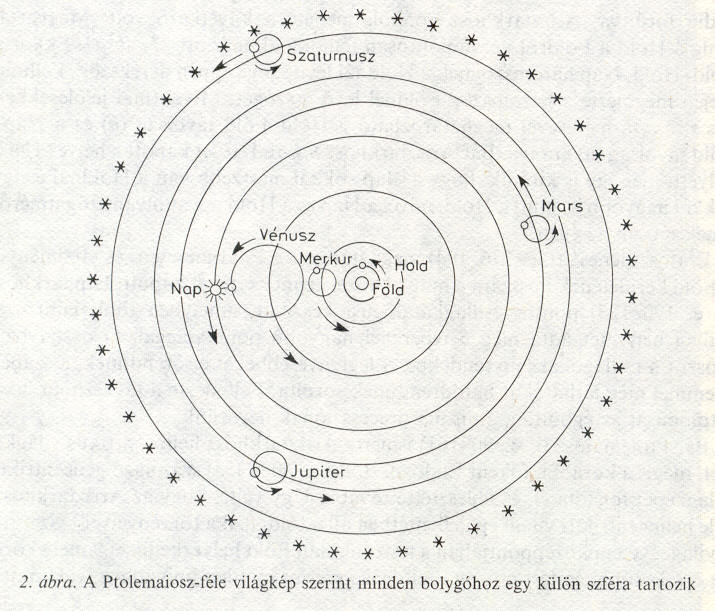 Szaturnusz
Mars
Vénusz
Merkur
Hold
Nap
Föld
Jupiter
2. ábra. A Ptolemaiosz-féle világkép szerint minden bolygóhoz egy külön szféra tartozik